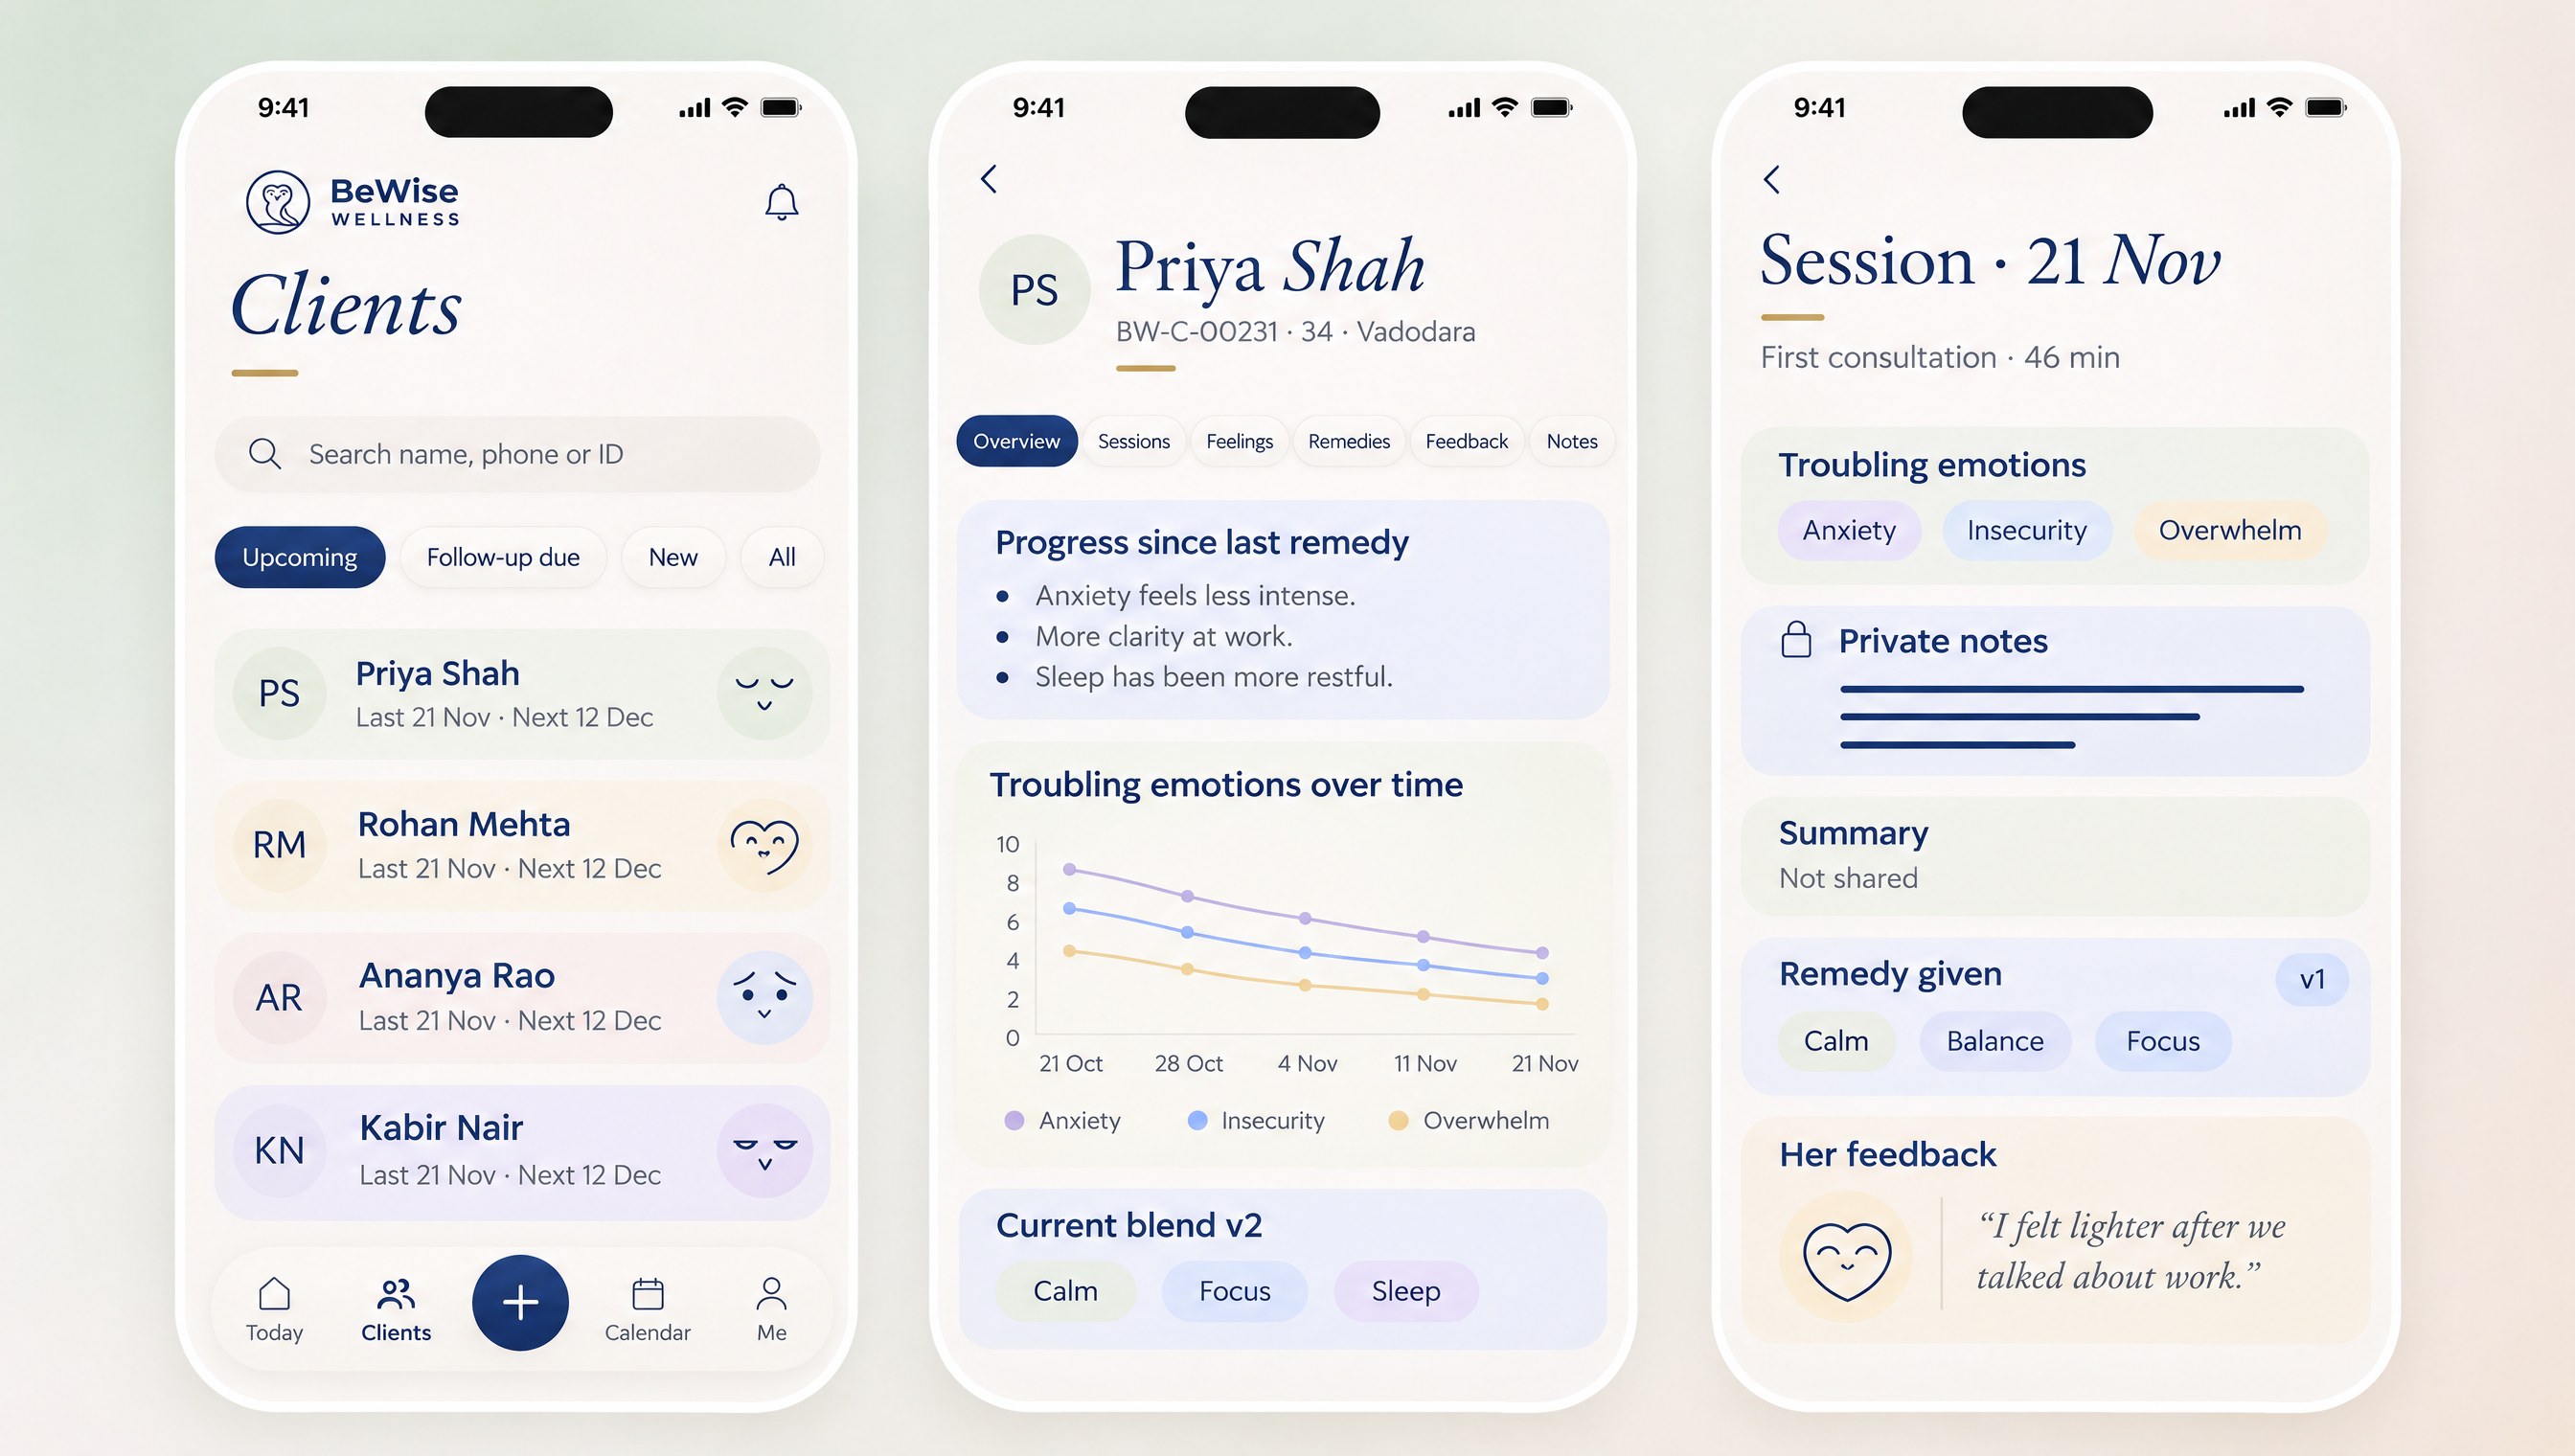 9:41
BeWise
WELLNESS
Clients
Search name, phone or ID
Upcoming
Follow-up due
New
All
PS
Priya Shah
Last 21 Nov · Next 12 Dec
RM
Rohan Mehta
Last 21 Nov · Next 12 Dec
AR
Ananya Rao
Last 21 Nov · Next 12 Dec
KN
Kabir Nair
Last 21 Nov · Next 12 Dec
Today
Clients
Calendar
Me
9:41
PS
Priya Shah
BW-C-00231 · 34 · Vadodara
Overview
Sessions
Feelings
Remedies
Feedback
Notes
Progress since last remedy
Anxiety feels less intense.
More clarity at work.
Sleep has been more restful.
Troubling emotions over time
10
8
6
4
2
0
21 Oct
28 Oct
4 Nov
11 Nov
21 Nov
Anxiety
Insecurity
Overwhelm
Current blend v2
Calm
Focus
Sleep
9:41
Session · 21 Nov
First consultation · 46 min
Troubling emotions
Anxiety
Insecurity
Overwhelm
Private notes
Summary
Not shared
Remedy given
v1
Calm
Balance
Focus
Her feedback
“I felt lighter after we
talked about work.”